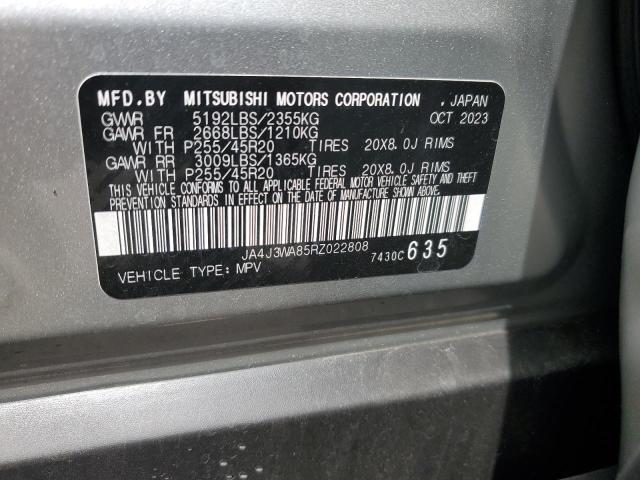 MFD.BY MITSUBISHI MOTORS CORPORATION , JAPAN
GVWR 5192LBS/2355KG OCT 2023
GAWR FR 2668LBS/1210KG
WITH P255/45R20 TIRES 20X8.0J RIMS
GAWR RR 3009LBS/1365KG
WITH P255/45R20 TIRES 20X8.0J RIMS
THIS VEHICLE CONFORMS TO ALL APPLICABLE FEDERAL MOTOR VEHICLE SAFETY AND THEFT
PREVENTION STANDARDS IN EFFECT ON THE DATE OF MANUFACTURE SHOWN ABOVE.
JA4J3WA85RZ022808
7430C 635
VEHICLE TYPE: MPV